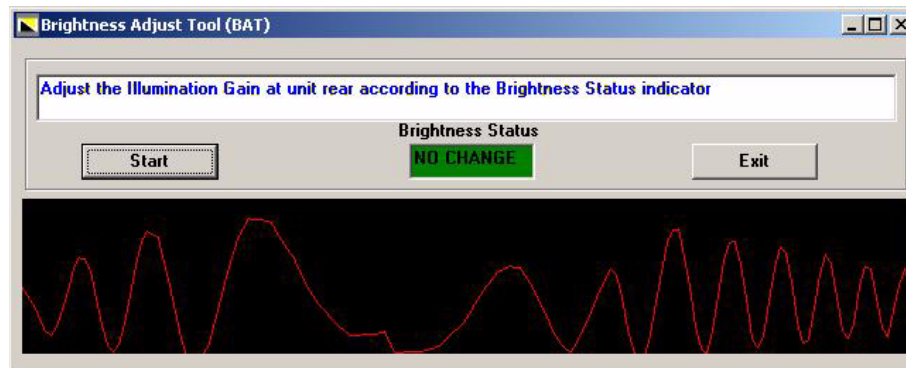 Brightness Adjust Tool (BAT)
Adjust the Illumination Gain at unit rear according to the Brightness Status indicator
Brightness Status
Start
NO CHANGE
Exit